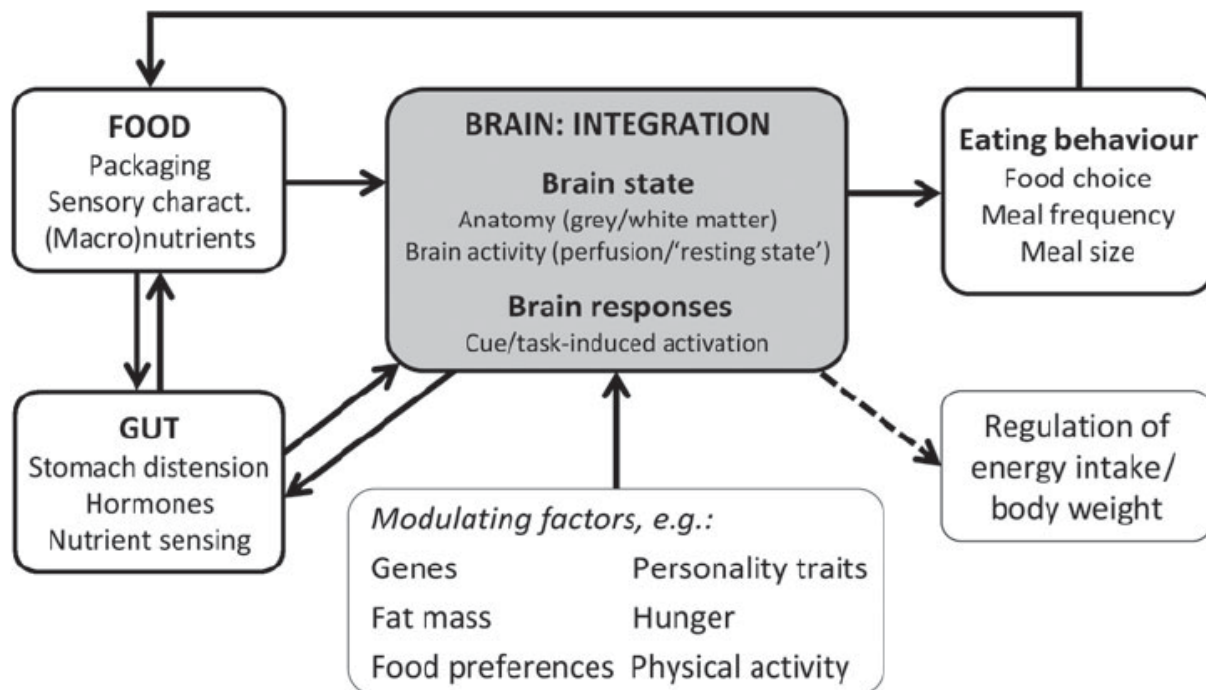 FOOD
Packaging
Sensory charact.
(Macro)nutrients
BRAIN: INTEGRATION
Brain state
Anatomy (grey/white matter)
Brain activity (perfusion/‘resting state’)
Brain responses
Cue/task-induced activation
Eating behaviour
Food choice
Meal frequency
Meal size
GUT
Stomach distension
Hormones
Nutrient sensing
Modulating factors, e.g.:
Genes Personality traits
Fat mass Hunger
Food preferences Physical activity
Regulation of
energy intake/
body weight